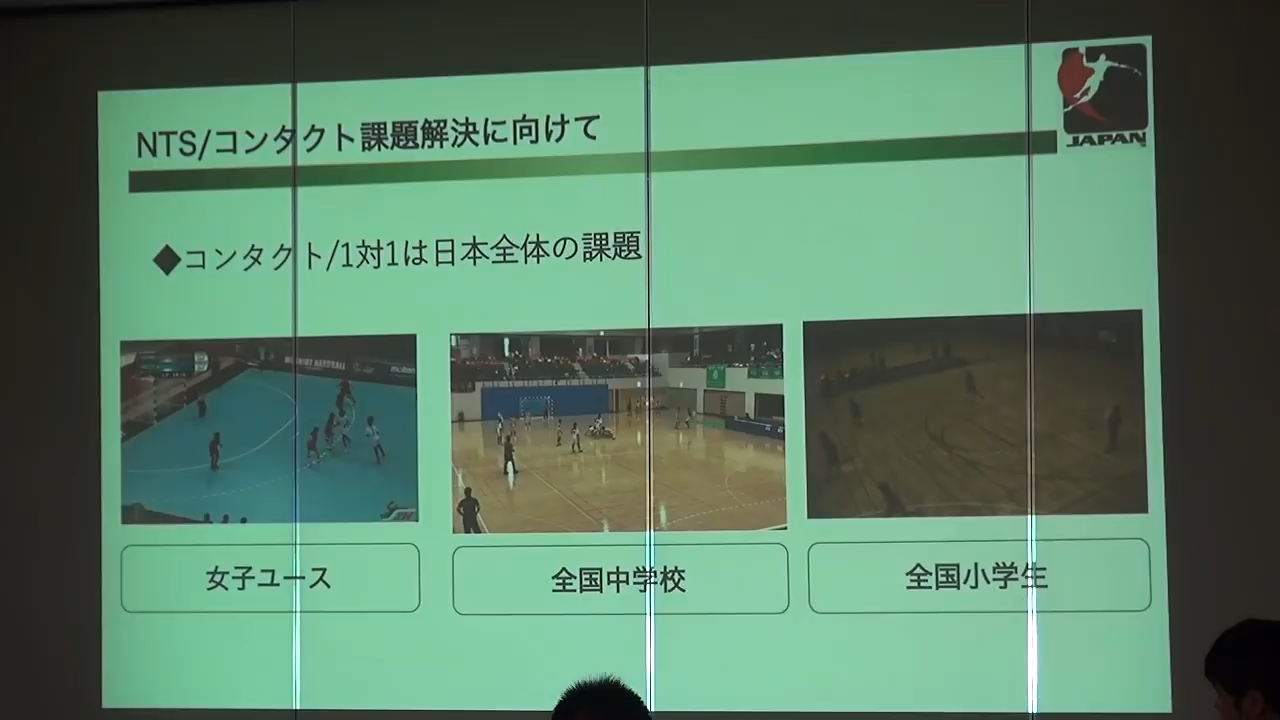 NTS/コンタクト課題解決に向けて
JAPAN
◆コンタクト/1対1は日本全体の課題
molten
女子ユース
全国中学校
全国小学生